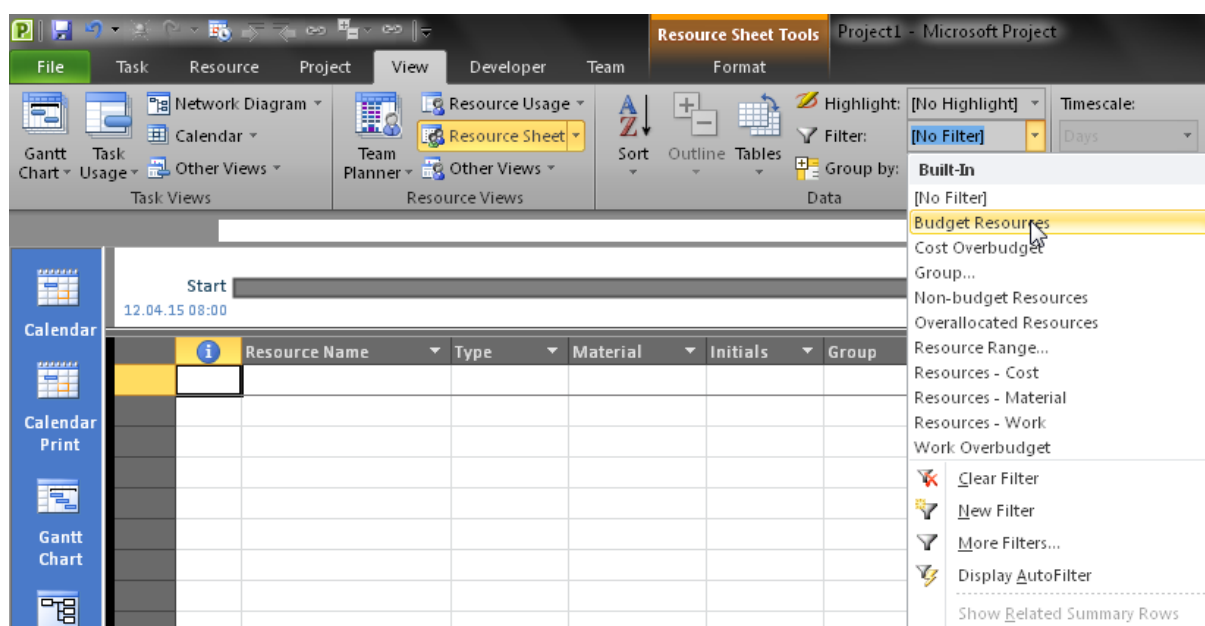 Resource Sheet Tools Project1 - Microsoft Project
File Task Resource Project View Developer Team Format
Network Diagram Resource Usage Highlight: [No Highlight] Timescale:
Calendar Resource Sheet Filter: [No Filter] Days
Gantt Chart Task Usage Other Views Team Planner Other Views Sort Outline Tables Group by:
Task Views Resource Views Data
Built-In
[No Filter]
Budget Resources
Cost Overbudget
Group...
Non-budget Resources
Overallocated Resources
Resource Range...
Resources - Cost
Resources - Material
Resources - Work
Work Overbudget
Clear Filter
New Filter
More Filters...
Display AutoFilter
Show Related Summary Rows
Start
12.04.15 08:00
Calendar
Calendar
Print
Gantt
Chart
Resource Name Type Material Initials Group